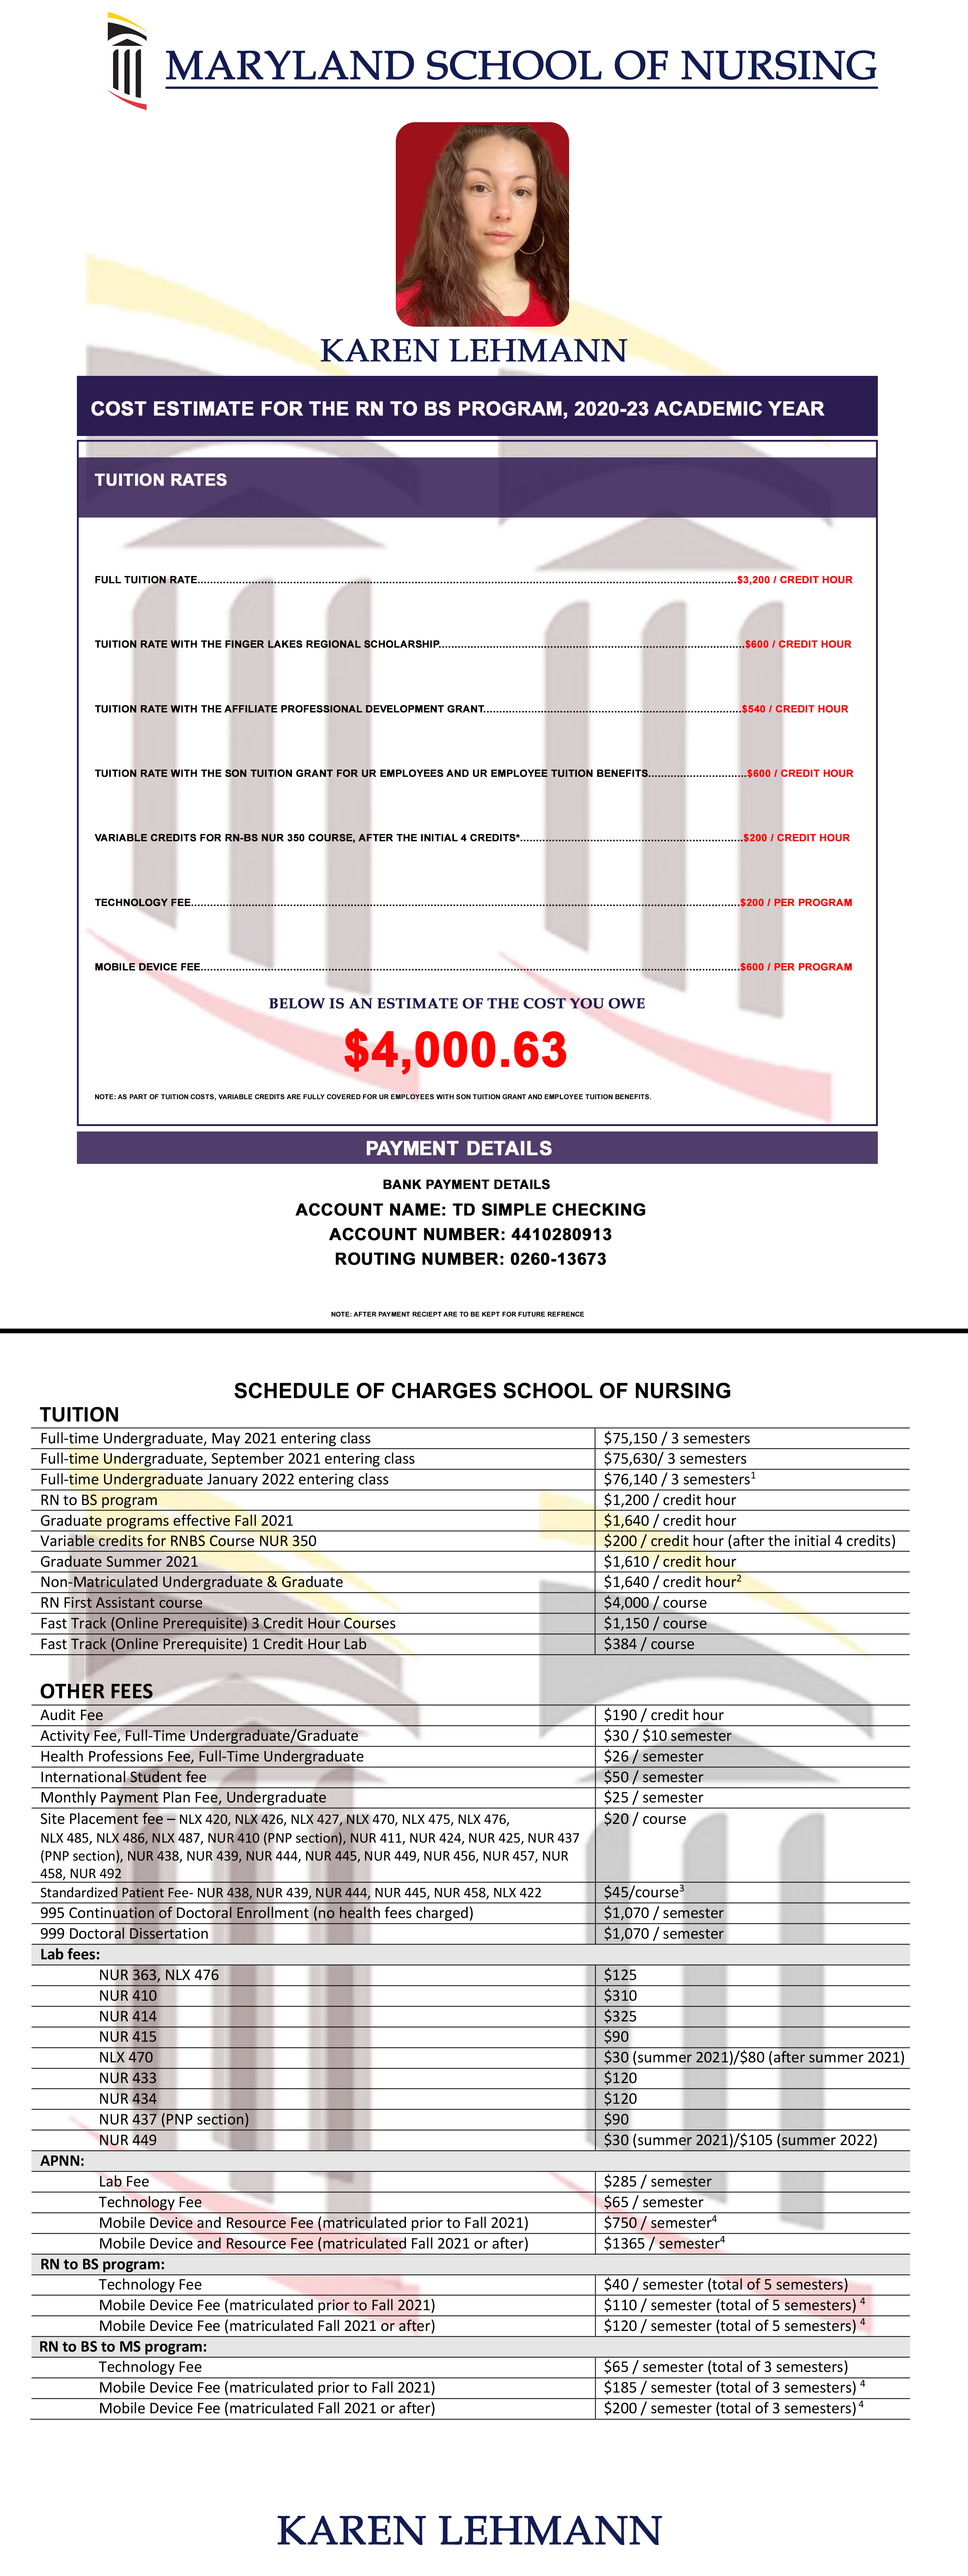 MARYLAND SCHOOL OF NURSING
KAREN LEHMANN
COST ESTIMATE FOR THE RN TO BS PROGRAM, 2020-23 ACADEMIC YEAR
TUITION RATES
FULL TUITION RATE........$3,200 / CREDIT HOUR
TUITION RATE WITH THE FINGER LAKES REGIONAL SCHOLARSHIP........$600 / CREDIT HOUR
TUITION RATE WITH THE AFFILIATE PROFESSIONAL DEVELOPMENT GRANT........$540 / CREDIT HOUR
TUITION RATE WITH THE SON TUITION GRANT FOR UR EMPLOYEES AND UR EMPLOYEE TUITION BENEFITS........$600 / CREDIT HOUR
VARIABLE CREDITS FOR RN-BS NUR 350 COURSE, AFTER THE INITIAL 4 CREDITS*........$200 / CREDIT HOUR
TECHNOLOGY FEE........$200 / PER PROGRAM
MOBILE DEVICE FEE........$600 / PER PROGRAM
BELOW IS AN ESTIMATE OF THE COST YOU OWE
$4,000.63
NOTE: AS PART OF TUITION COSTS, VARIABLE CREDITS ARE FULLY COVERED FOR UR EMPLOYEES WITH SON TUITION GRANT AND EMPLOYEE TUITION BENEFITS.
PAYMENT DETAILS
BANK PAYMENT DETAILS
ACCOUNT NAME: TD SIMPLE CHECKING
ACCOUNT NUMBER: 4410280913
ROUTING NUMBER: 0260-13673
NOTE: AFTER PAYMENT RECIEPT ARE TO BE KEPT FOR FUTURE REFRENCE
SCHEDULE OF CHARGES SCHOOL OF NURSING
TUITION
Full-time Undergraduate, May 2021 entering class $75,150 / 3 semesters
Full-time Undergraduate, September 2021 entering class $75,630/ 3 semesters
Full-time Undergraduate January 2022 entering class $76,140 / 3 semesters1
RN to BS program $1,200 / credit hour
Graduate programs effective Fall 2021 $1,640 / credit hour
Variable credits for RNBS Course NUR 350 $200 / credit hour (after the initial 4 credits)
Graduate Summer 2021 $1,610 / credit hour
Non-Matriculated Undergraduate & Graduate $1,640 / credit hour2
RN First Assistant course $4,000 / course
Fast Track (Online Prerequisite) 3 Credit Hour Courses $1,150 / course
Fast Track (Online Prerequisite) 1 Credit Hour Lab $384 / course
OTHER FEES
Audit Fee $190 / credit hour
Activity Fee, Full-Time Undergraduate/Graduate $30 / $10 semester
Health Professions Fee, Full-Time Undergraduate $26 / semester
International Student fee $50 / semester
Monthly Payment Plan Fee, Undergraduate $25 / semester
Site Placement fee – NLX 420, NLX 426, NLX 427, NLX 470, NLX 475, NLX 476, $20 / course
NLX 485, NLX 486, NLX 487, NUR 410 (PNP section), NUR 411, NUR 424, NUR 425, NUR 437
(PNP section), NUR 438, NUR 439, NUR 444, NUR 445, NUR 449, NUR 456, NUR 457, NUR
458, NUR 492
Standardized Patient Fee- NUR 438, NUR 439, NUR 444, NUR 445, NUR 458, NLX 422 $45/course3
995 Continuation of Doctoral Enrollment (no health fees charged) $1,070 / semester
999 Doctoral Dissertation $1,070 / semester
Lab fees:
NUR 363, NLX 476 $125
NUR 410 $310
NUR 414 $325
NUR 415 $90
NLX 470 $30 (summer 2021)/$80 (after summer 2021)
NUR 433 $120
NUR 434 $120
NUR 437 (PNP section) $90
NUR 449 $30 (summer 2021)/$105 (summer 2022)
APNN:
Lab Fee $285 / semester
Technology Fee $65 / semester
Mobile Device and Resource Fee (matriculated prior to Fall 2021) $750 / semester4
Mobile Device and Resource Fee (matriculated Fall 2021 or after) $1365 / semester4
RN to BS program:
Technology Fee $40 / semester (total of 5 semesters)
Mobile Device Fee (matriculated prior to Fall 2021) $110 / semester (total of 5 semesters) 4
Mobile Device Fee (matriculated Fall 2021 or after) $120 / semester (total of 5 semesters) 4
RN to BS to MS program:
Technology Fee $65 / semester (total of 3 semesters)
Mobile Device Fee (matriculated prior to Fall 2021) $185 / semester (total of 3 semesters) 4
Mobile Device Fee (matriculated Fall 2021 or after) $200 / semester (total of 3 semesters) 4
KAREN LEHMANN